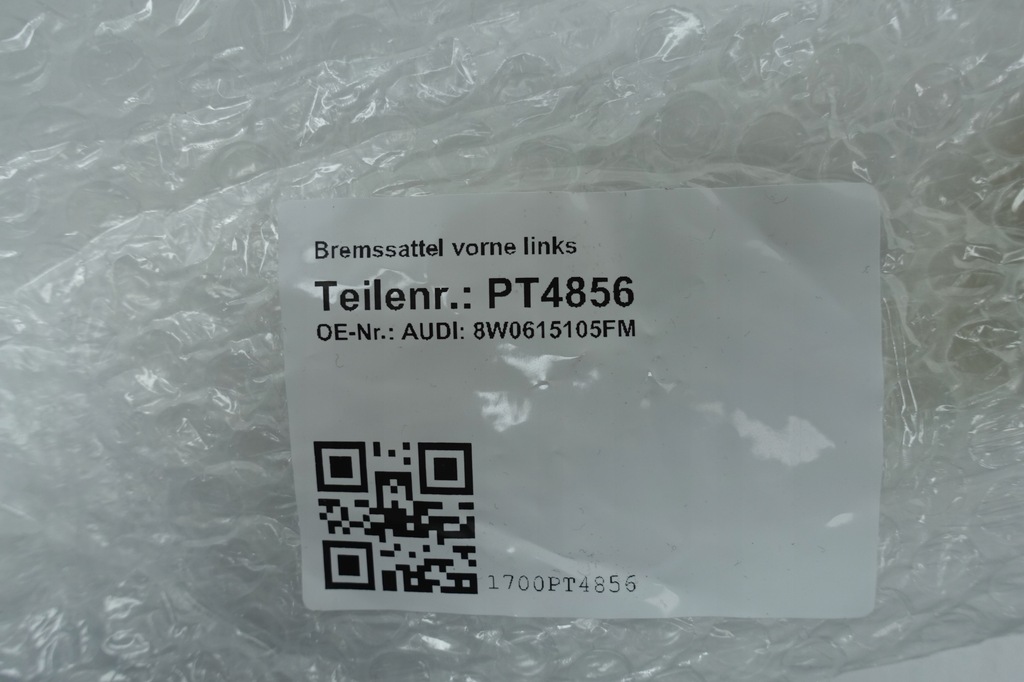 Bremssattel vorne links
Teilenr.: PT4856
OE-Nr.: AUDI: 8W0615105FM
1700PT4856